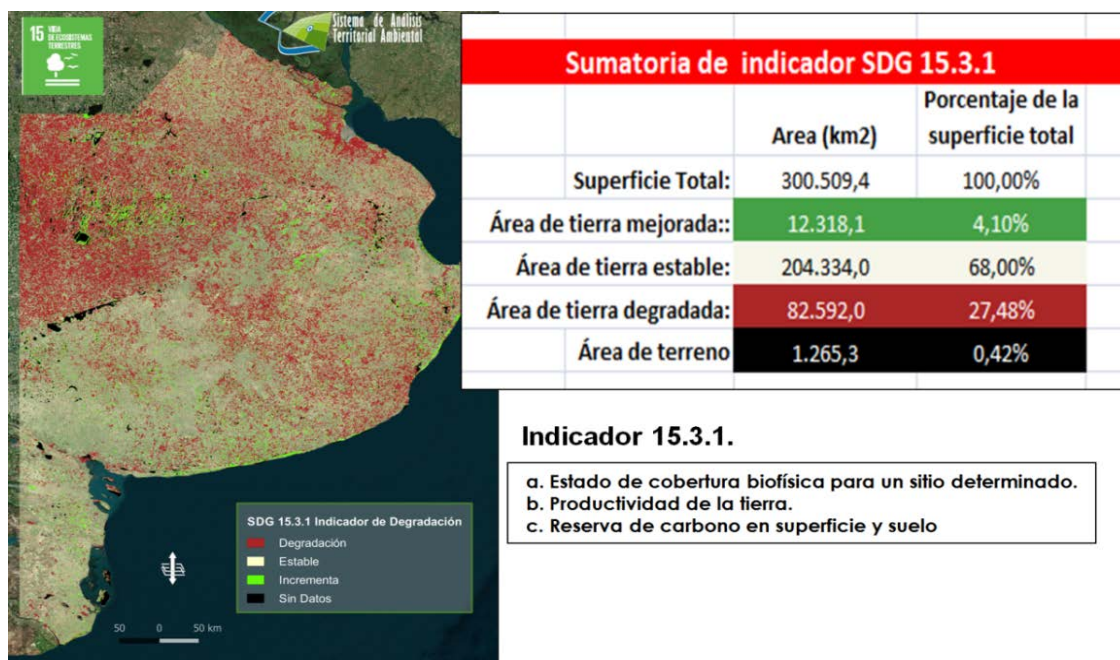 15 VIDA
DE ECOSISTEMAS
TERRESTRES
Sistema de Análisis
Territorial Ambiental
Sumatoria de indicador SDG 15.3.1
Area (km2)
Porcentaje de la
superficie total
Superficie Total: 300.509,4 100,00%
Área de tierra mejorada:: 12.318,1 4,10%
Área de tierra estable: 204.334,0 68,00%
Área de tierra degradada: 82.592,0 27,48%
Área de terreno 1.265,3 0,42%
Indicador 15.3.1.
a. Estado de cobertura biofísica para un sitio determinado.
b. Productividad de la tierra.
c. Reserva de carbono en superficie y suelo
SDG 15.3.1 Indicador de Degradación
Degradación
Estable
Incrementa
Sin Datos
50 0 50 km